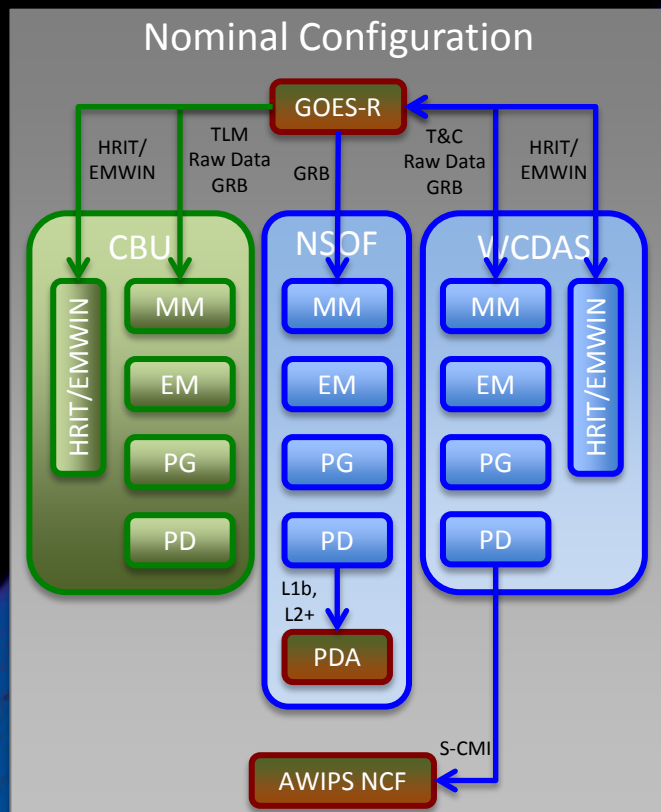 Nominal Configuration
GOES-R
HRIT/
EMWIN
TLM
Raw Data
GRB
GRB
T&C
Raw Data
GRB
HRIT/
EMWIN
CBU
NSOF
WCDAS
HRIT/EMWIN
MM
EM
PG
PD
MM
EM
PG
PD
L1b,
L2+
PDA
MM
EM
PG
PD
HRIT/EMWIN
S-CMI
AWIPS NCF